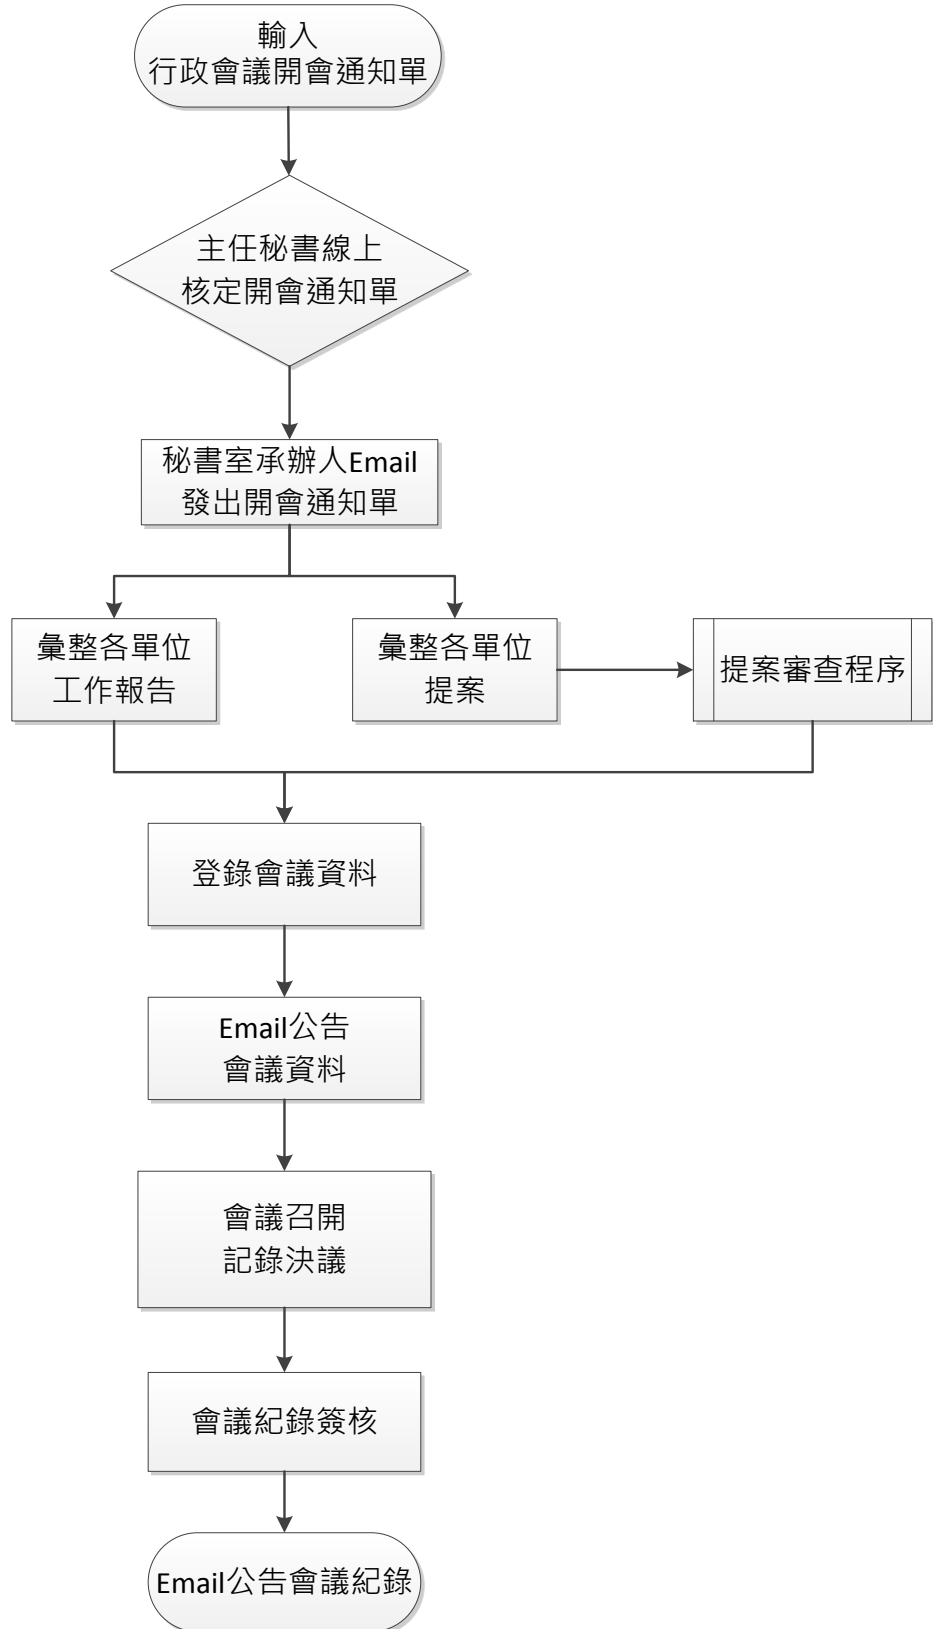 輸入
行政會議開會通知單
主任秘書線上
核定開會通知單
秘書室承辦人Email
發出開會通知單
彙整各單位
工作報告
彙整各單位
提案
提案審查程序
登錄會議資料
Email公告
會議資料
會議召開
記錄決議
會議紀錄簽核
Email公告會議紀錄